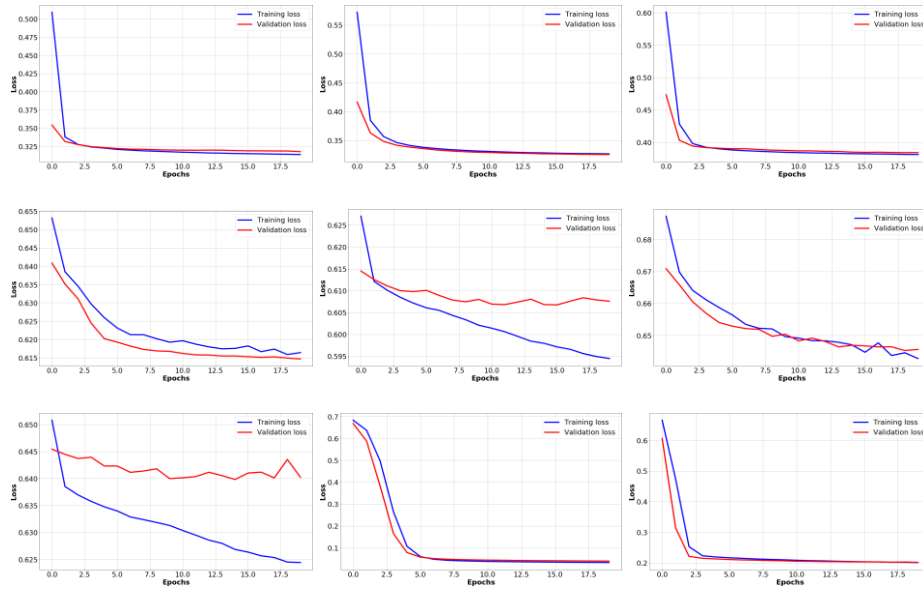 Training loss
Validation loss
0.500
0.475
0.450
0.425
0.400
0.375
0.350
0.325
Loss
0.0 2.5 5.0 7.5 10.0 12.5 15.0 17.5
Epochs
Training loss
Validation loss
0.55
0.50
0.45
0.40
0.35
Loss
0.0 2.5 5.0 7.5 10.0 12.5 15.0 17.5
Epochs
Training loss
Validation loss
0.60
0.55
0.50
0.45
0.40
Loss
0.0 2.5 5.0 7.5 10.0 12.5 15.0 17.5
Epochs
Training loss
Validation loss
0.655
0.650
0.645
0.640
0.635
0.630
0.625
0.620
0.615
Loss
0.0 2.5 5.0 7.5 10.0 12.5 15.0 17.5
Epochs
Training loss
Validation loss
0.625
0.620
0.615
0.610
0.605
0.600
0.595
Loss
0.0 2.5 5.0 7.5 10.0 12.5 15.0 17.5
Epochs
Training loss
Validation loss
0.68
0.67
0.66
0.65
Loss
0.0 2.5 5.0 7.5 10.0 12.5 15.0 17.5
Epochs
Training loss
Validation loss
0.650
0.645
0.640
0.635
0.630
0.625
Loss
0.0 2.5 5.0 7.5 10.0 12.5 15.0 17.5
Epochs
Training loss
Validation loss
0.7
0.6
0.5
0.4
0.3
0.2
0.1
Loss
0.0 2.5 5.0 7.5 10.0 12.5 15.0 17.5
Epochs
Training loss
Validation loss
0.6
0.5
0.4
0.3
0.2
Loss
0.0 2.5 5.0 7.5 10.0 12.5 15.0 17.5
Epochs